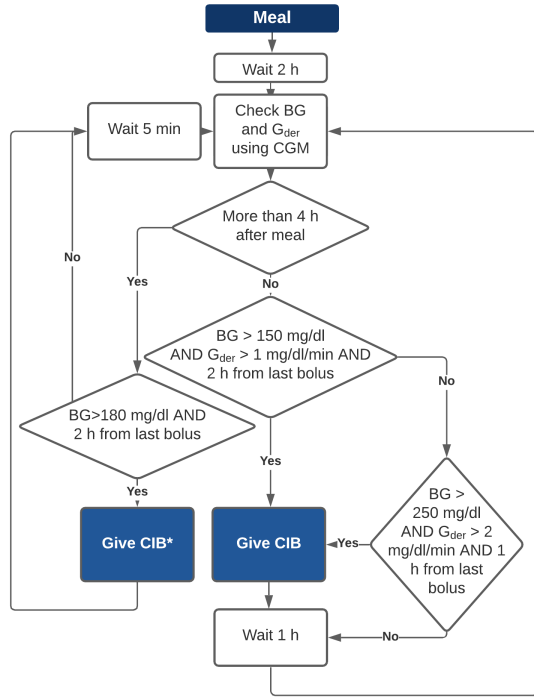 Meal
Wait 2 h
Wait 5 min
Check BG
and Gder
using CGM
More than 4 h
after meal
No
Yes
No
BG > 150 mg/dl
AND Gder > 1 mg/dl/min AND
2 h from last bolus
No
BG>180 mg/dl AND
2 h from last bolus
Yes
Yes
BG >
250 mg/dl
AND Gder > 2
mg/dl/min AND 1
h from last
bolus
Give CIB*
Give CIB
Yes
Wait 1 h
No